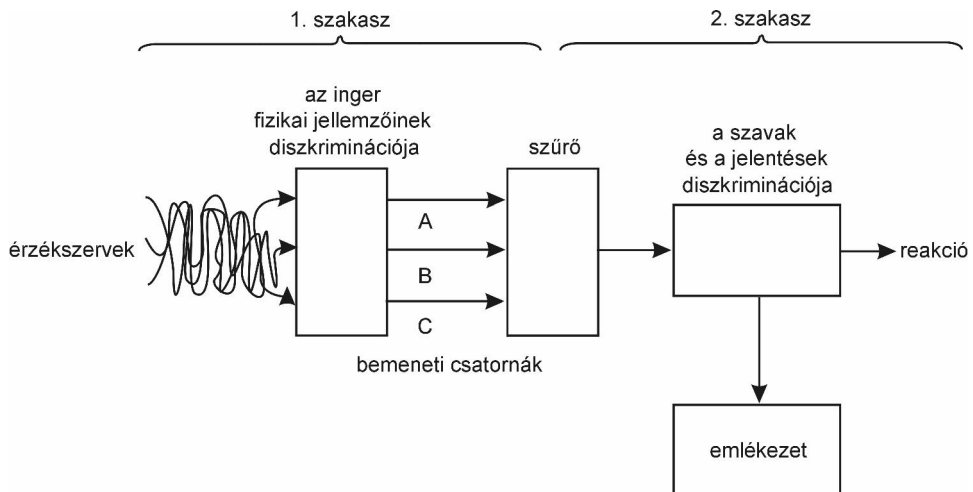 1. szakasz
2. szakasz
az inger
fizikai jellemzőinek
diszkriminációja
szűrő
a szavak
és a jelentések
diszkriminációja
érzékszervek
A
B
C
reakció
bemeneti csatornák
emlékezet